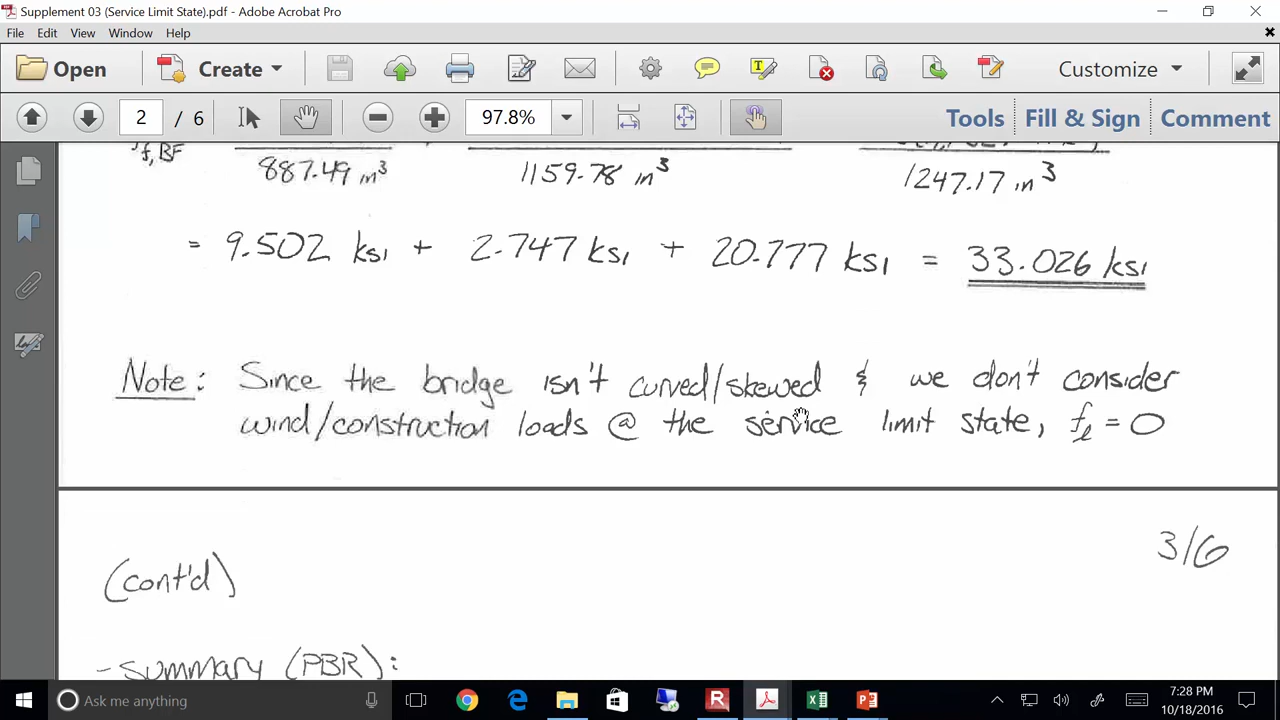 Supplement 03 (Service Limit State).pdf - Adobe Acrobat Pro
File Edit View Window Help
Open Create Customize
2 / 6 97.8% Tools Fill & Sign Comment
f, BF
887.49 in³ 1159.78 in³ 1247.17 in³
= 9.502 ksi + 2.747 ksi + 20.777 ksi = 33.026 ksi
Note: Since the bridge isn't curved/skewed & we don't consider
wind/construction loads @ the service limit state, fℓ = 0
3/6
(cont'd)
- summary (PBR):
Ask me anything
7:28 PM
10/18/2016